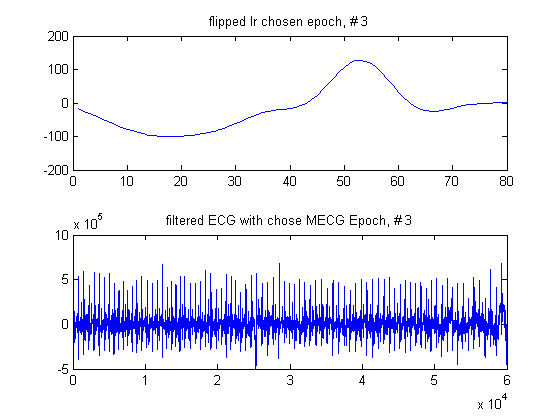 flipped lr chosen epoch, #3
200
100
0
-100
-200
0 10 20 30 40 50 60 70 80
filtered ECG with chose MECG Epoch, #3
x 10^5
10
5
0
-5
0 1 2 3 4 5 6
x 10^4